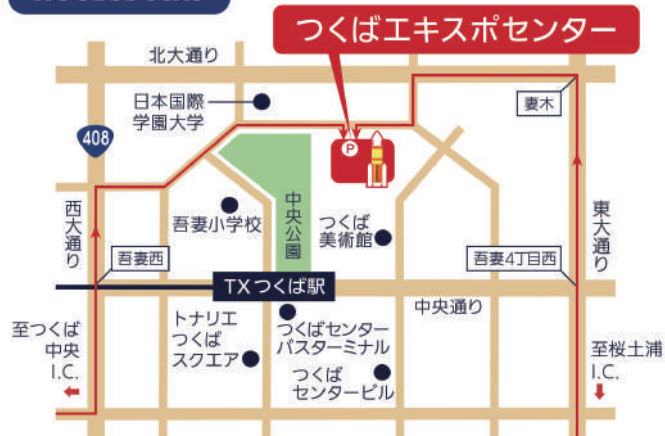 つくばエキスポセンター
北大通り
日本国際
学園大学
P
妻木
408
中央公園
西大通り
吾妻小学校
つくば
美術館
東大通り
吾妻西
吾妻4丁目西
TXつくば駅
中央通り
至つくば
中央
I.C.
トナリエ
つくば
スクエア
つくばセンター
バスターミナル
つくば
センタービル
至桜土浦
I.C.